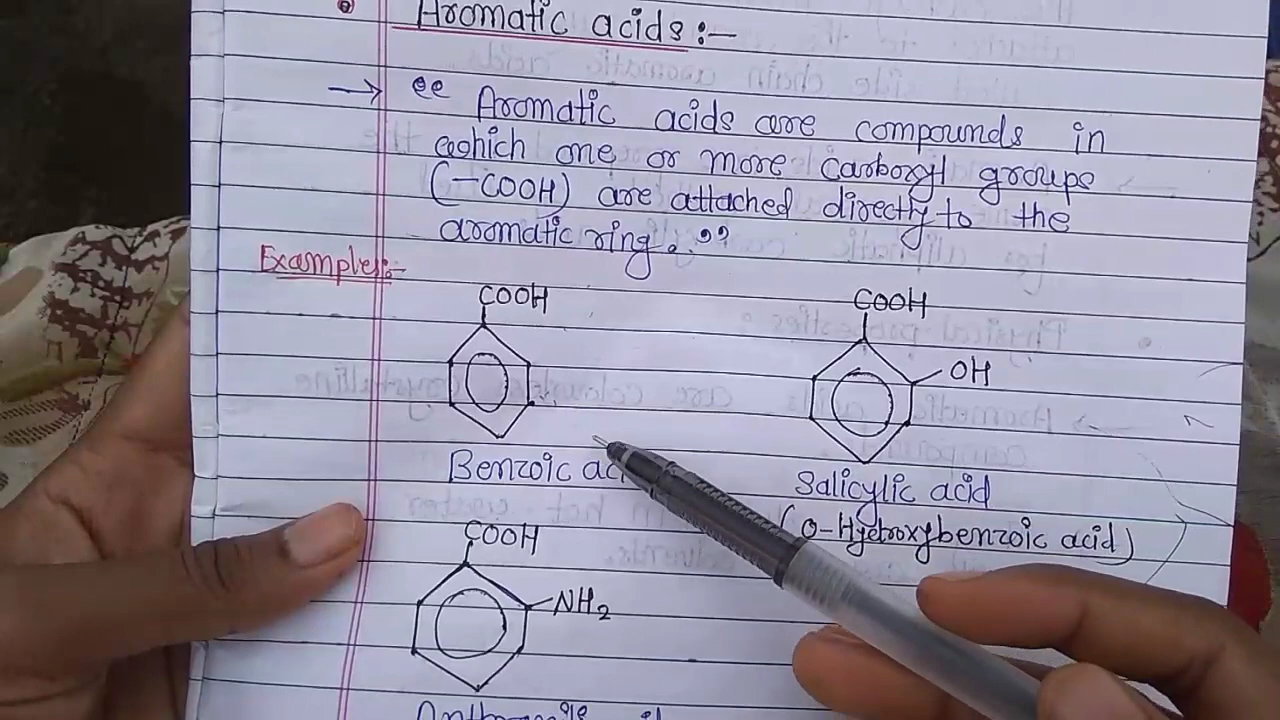 Aromatic acids :-
→ " Aromatic acids are compounds in
which one or more carboxyl groups
(-COOH) are attached directly to the
aromatic ring. "
Examples:-
COOH
COOH
OH
Benzoic
Salicylic acid
(o-Hydroxybenzoic acid)
COOH
NH2